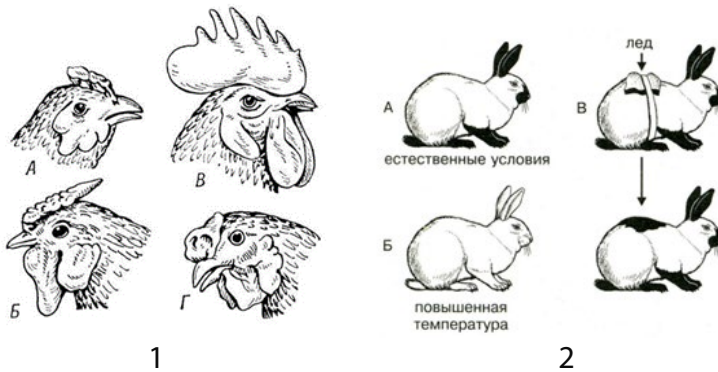 А
В
Б
Г
1
лед
А
В
естественные условия
Б
повышенная
температура
2